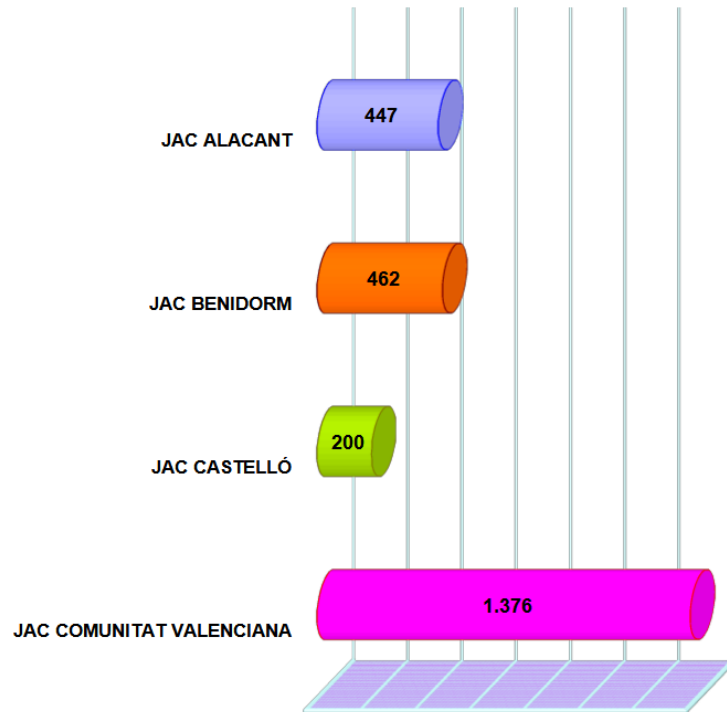 447
JAC ALACANT
462
JAC BENIDORM
200
JAC CASTELLÓ
1.376
JAC COMUNITAT VALENCIANA